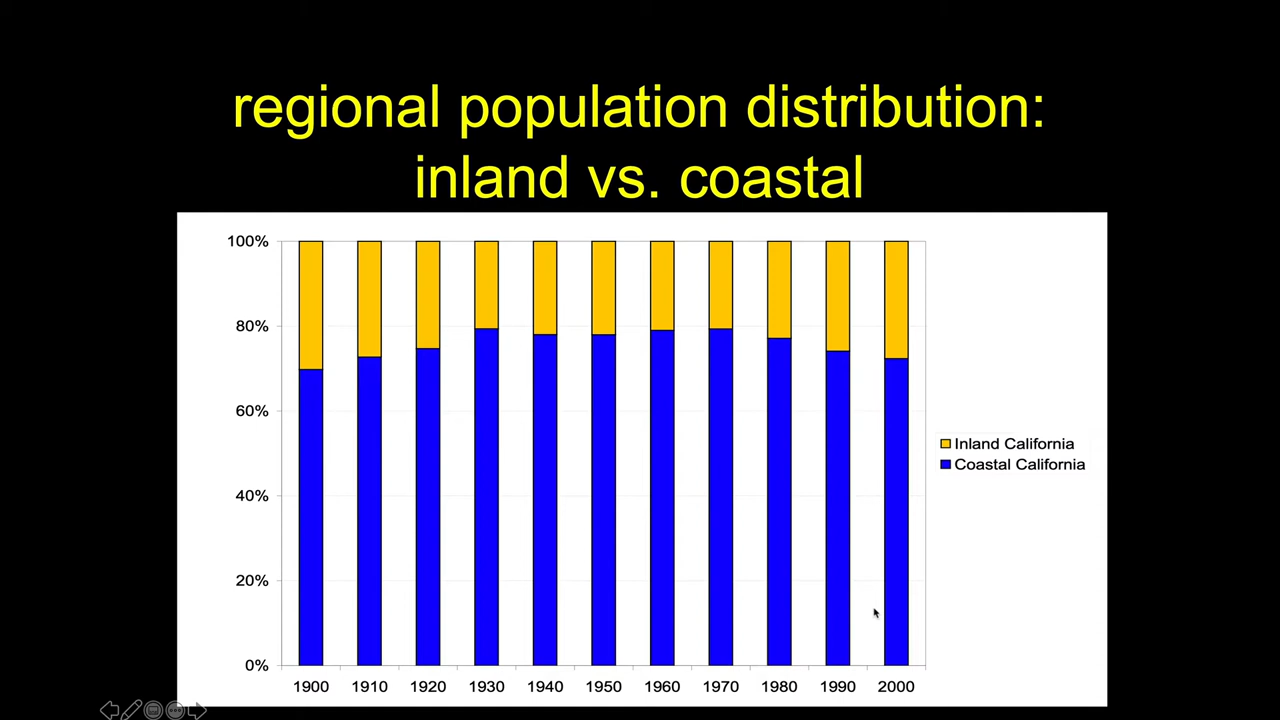 regional population distribution:
inland vs. coastal
100%
80%
60%
40%
20%
0%
1900 1910 1920 1930 1940 1950 1960 1970 1980 1990 2000
Inland California
Coastal California